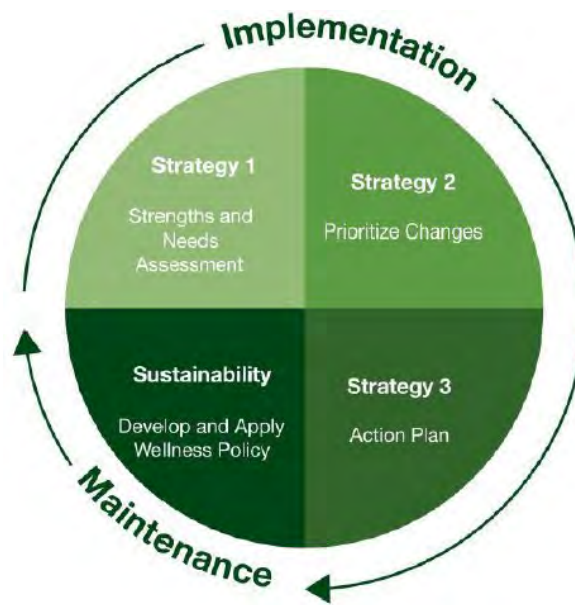 Implementation
Strategy 1
Strengths and
Needs
Assessment
Strategy 2
Prioritize Changes
Sustainability
Develop and Apply
Wellness Policy
Strategy 3
Action Plan
Maintenance